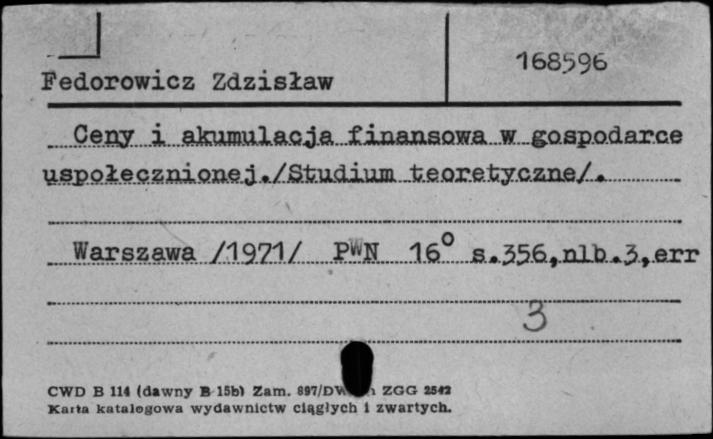 168596
Fedorowicz Zdzisław
Ceny i akumulacja finansowa w gospodarce
uspołecznionej./Studium teoretyczne/.
Warszawa /1971/ PWN 16° s.356,nlb.3,err
3
CWD B 114 (dawny B 15b) Zam. 897/DW ZGG 2542
Karta katalogowa wydawnictw ciągłych i zwartych.